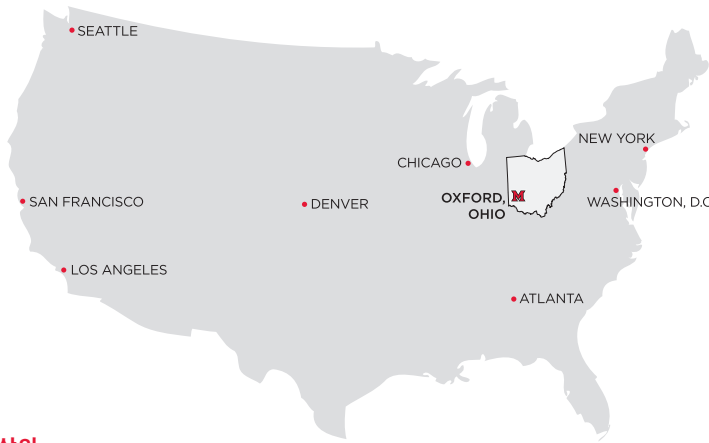 SEATTLE
NEW YORK
CHICAGO
OXFORD,
OHIO
M
SAN FRANCISCO
DENVER
WASHINGTON, D.C
LOS ANGELES
ATLANTA